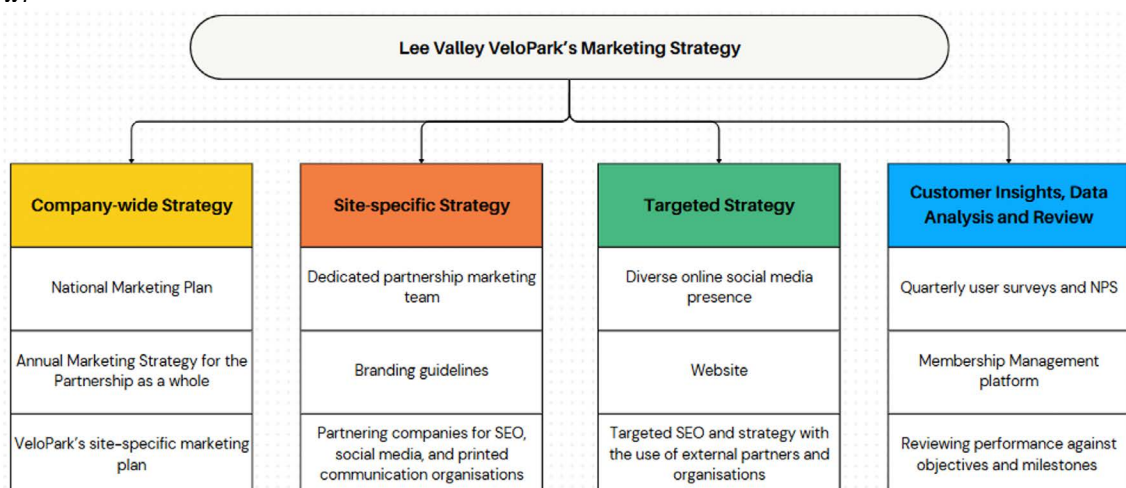 Lee Valley VeloPark's Marketing Strategy
Company-wide Strategy
National Marketing Plan
Annual Marketing Strategy for the
Partnership as a whole
VeloPark's site-specific marketing
plan
Site-specific Strategy
Dedicated partnership marketing
team
Branding guidelines
Partnering companies for SEO,
social media, and printed
communication organisations
Targeted Strategy
Diverse online social media
presence
Website
Targeted SEO and strategy with
the use of external partners and
organisations
Customer Insights, Data
Analysis and Review
Quarterly user surveys and NPS
Membership Management
platform
Reviewing performance against
objectives and milestones